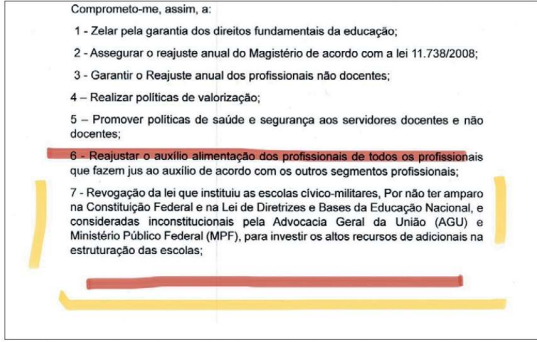 Comprometo-me, assim, a:
1 - Zelar pela garantia dos direitos fundamentais da educação;
2 - Assegurar o reajuste anual do Magistério de acordo com a lei 11.738/2008;
3 - Garantir o Reajuste anual dos profissionais não docentes;
4 – Realizar políticas de valorização;
5 – Promover políticas de saúde e segurança aos servidores docentes e não
docentes;
6 - Reajustar o auxílio alimentação dos profissionais de todos os profissionais
que fazem jus ao auxílio de acordo com os outros segmentos profissionais;
7 - Revogação da lei que instituiu as escolas cívico-militares, Por não ter amparo
na Constituição Federal e na Lei de Diretrizes e Bases da Educação Nacional, e
consideradas inconstitucionais pela Advocacia Geral da União (AGU) e
Ministério Público Federal (MPF), para investir os altos recursos de adicionais na
estruturação das escolas;